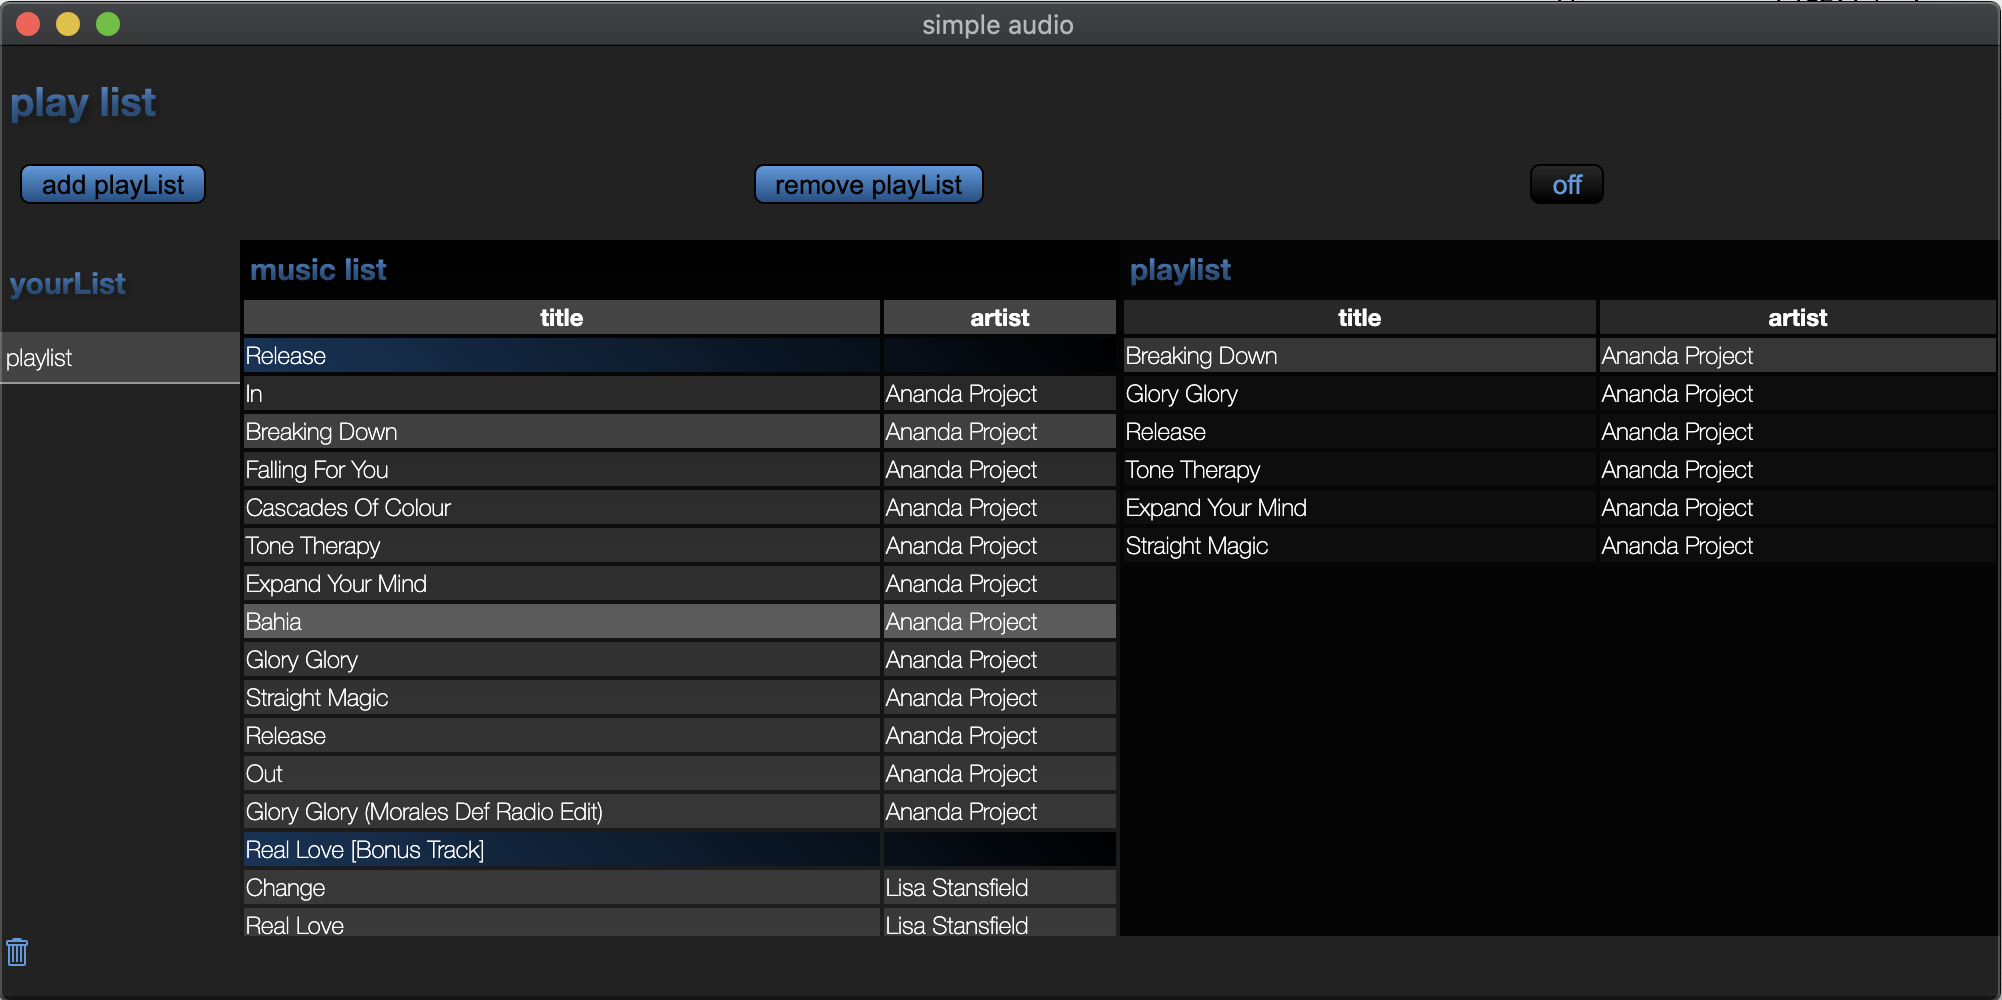 simple audio
play list
add playList remove playList off
yourList
playlist
music list
title artist
Release
In Ananda Project
Breaking Down Ananda Project
Falling For You Ananda Project
Cascades Of Colour Ananda Project
Tone Therapy Ananda Project
Expand Your Mind Ananda Project
Bahia Ananda Project
Glory Glory Ananda Project
Straight Magic Ananda Project
Release Ananda Project
Out Ananda Project
Glory Glory (Morales Def Radio Edit) Ananda Project
Real Love [Bonus Track]
Change Lisa Stansfield
Real Love Lisa Stansfield
playlist
title artist
Breaking Down Ananda Project
Glory Glory Ananda Project
Release Ananda Project
Tone Therapy Ananda Project
Expand Your Mind Ananda Project
Straight Magic Ananda Project